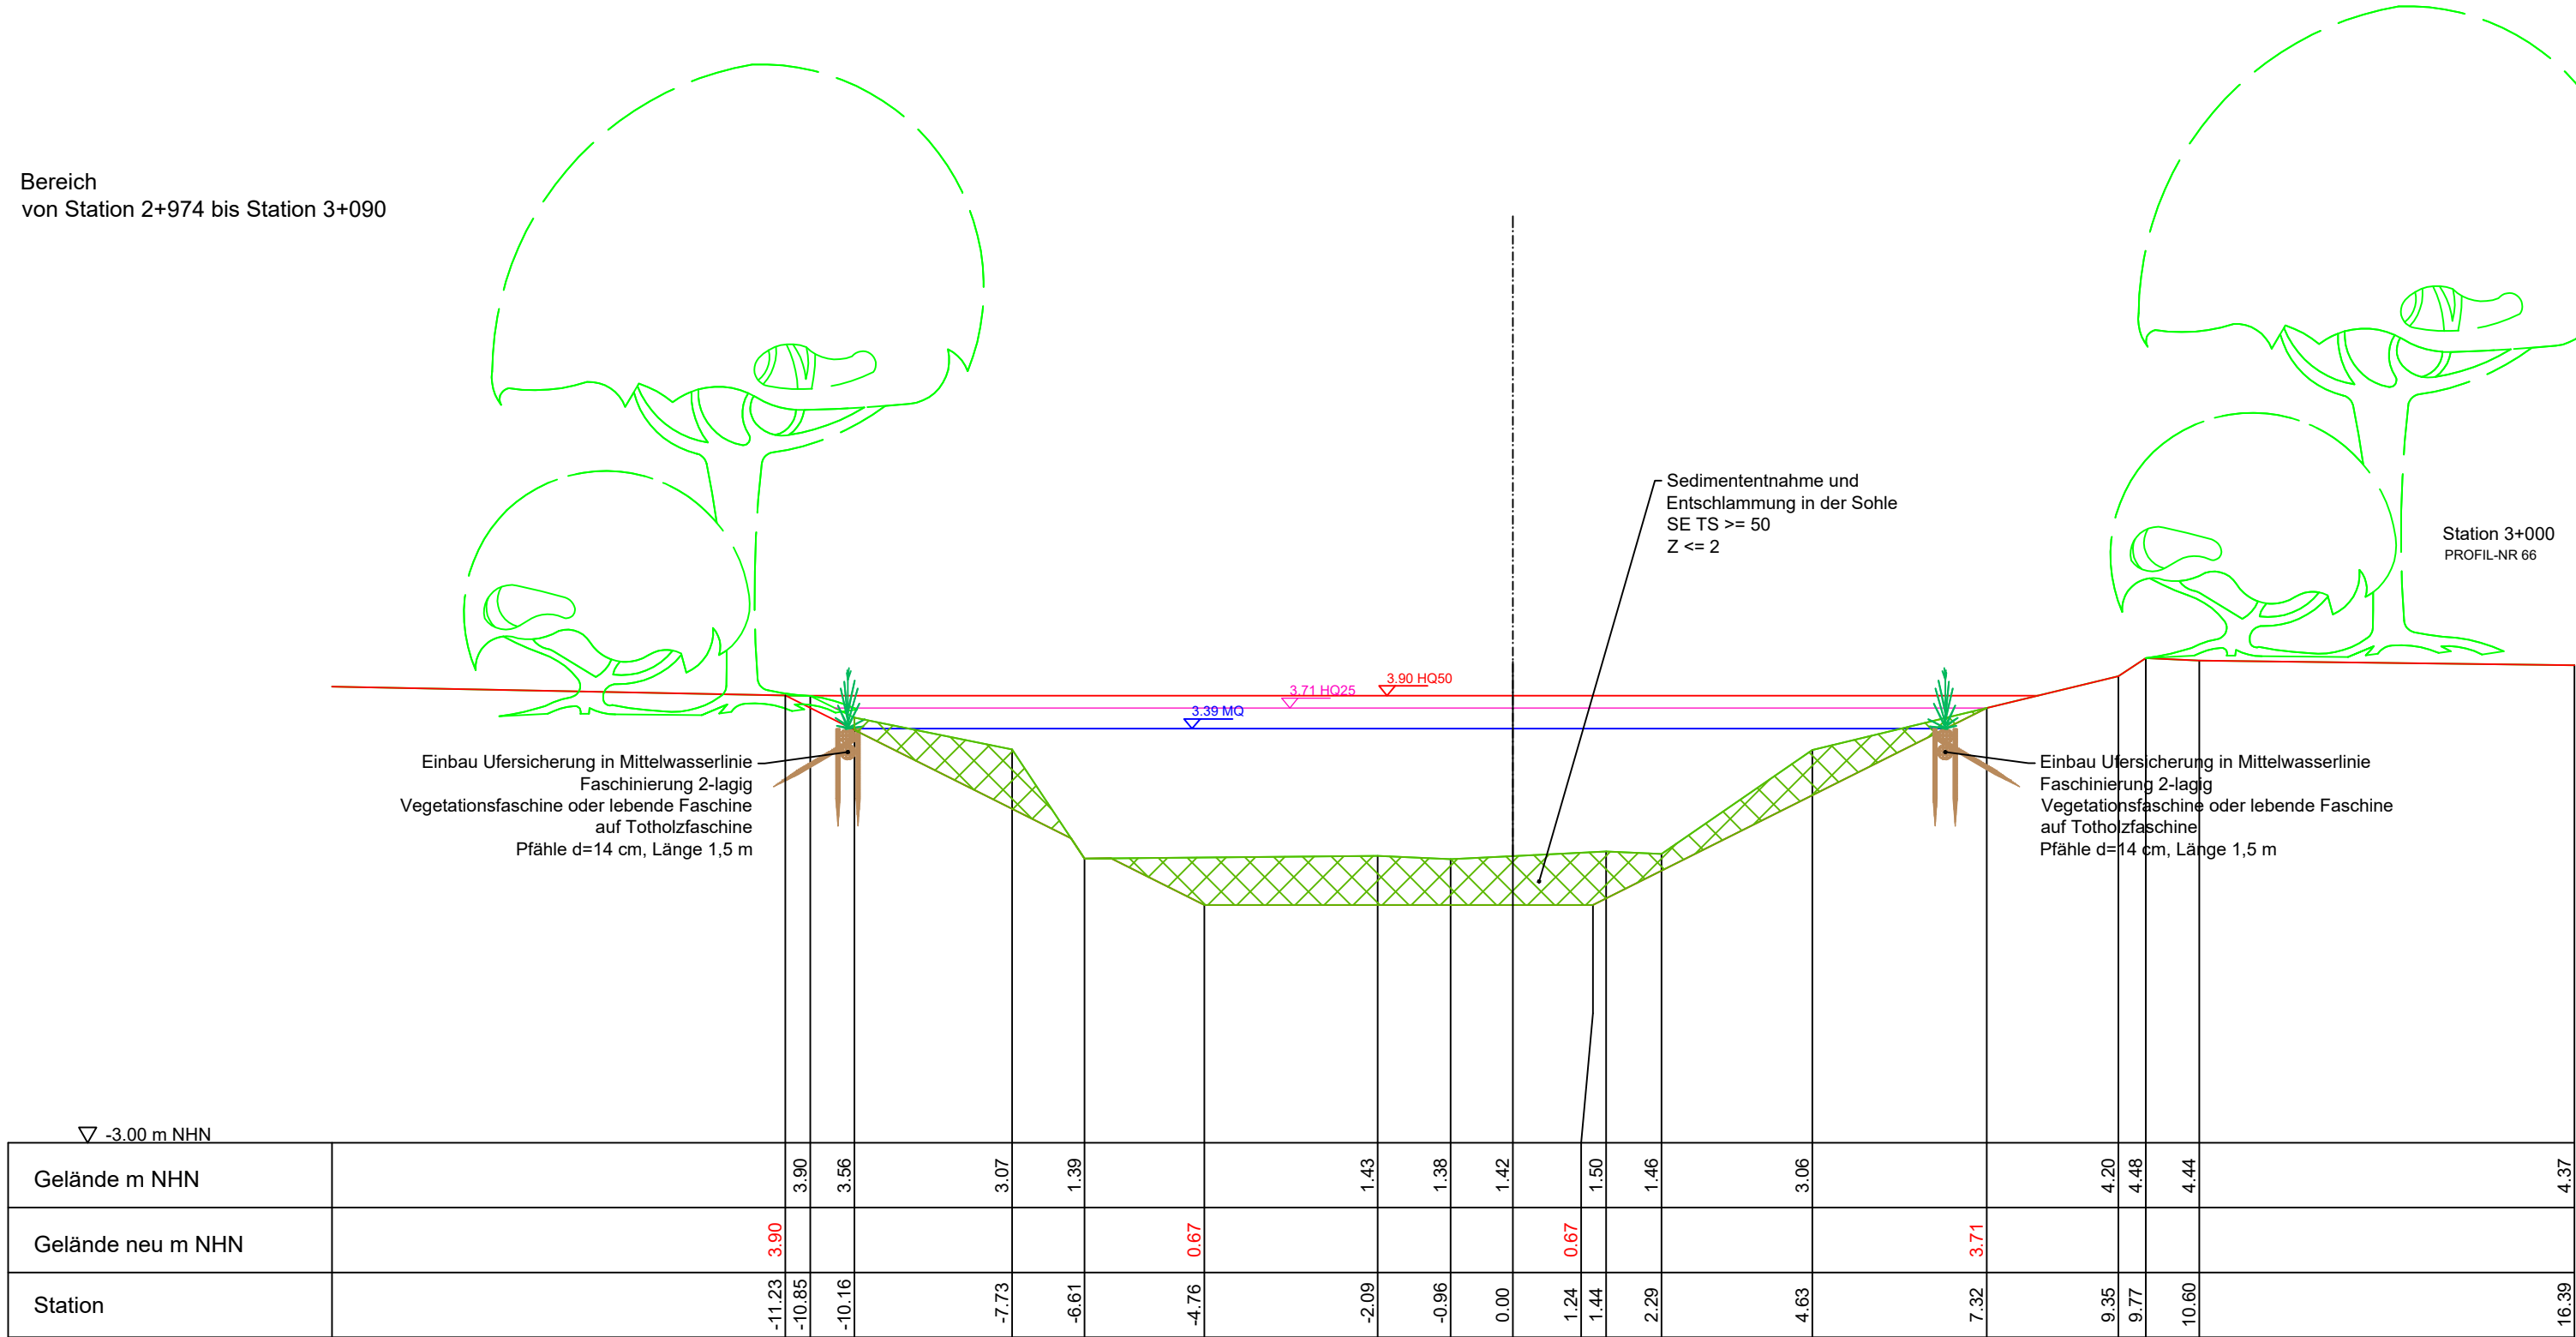 Bereich
von Station 2+974 bis Station 3+090
Sedimententnahme und
Entschlammung in der Sohle
SE TS >= 50
Z <= 2
Station 3+000
PROFIL-NR 66
3.90 HQ50
3.71 HQ25
3.39 MQ
Einbau Ufersicherung in Mittelwasserlinie
Faschinierung 2-lagig
Vegetationsfaschine oder lebende Faschine
auf Totholzfaschine
Pfähle d=14 cm, Länge 1,5 m
Einbau Ufersicherung in Mittelwasserlinie
Faschinierung 2-lagig
Vegetationsfaschine oder lebende Faschine
auf Totholzfaschine
Pfähle d=14 cm, Länge 1,5 m
-3.00 m NHN
Gelände m NHN 3.90 3.56 3.07 1.39 1.43 1.38 1.42 1.50 1.46 3.06 4.20 4.48 4.44 4.37
Gelände neu m NHN 3.90 0.67 0.67 3.71
Station -11.23 -10.85 -10.16 -7.73 -6.61 -4.76 -2.09 -0.96 0.00 1.24 1.44 2.29 4.63 7.32 9.35 9.77 10.60 16.39